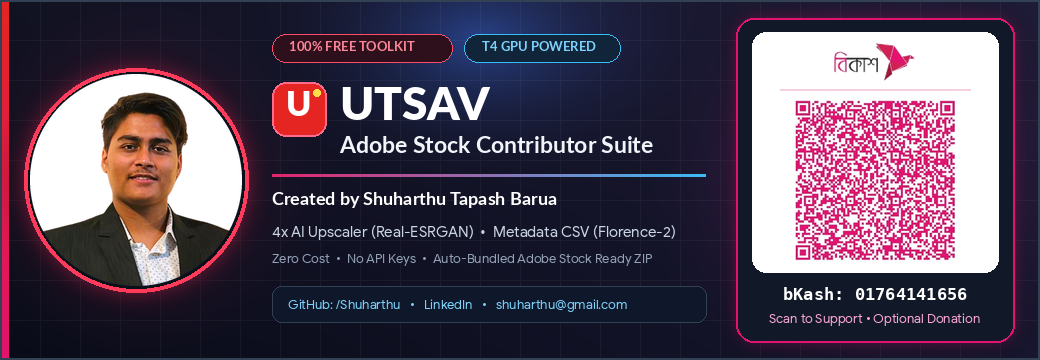 100% FREE TOOLKIT
T4 GPU POWERED
U
UTSAV
Adobe Stock Contributor Suite
Created by Shuharthu Tapash Barua
4x AI Upscaler (Real-ESRGAN) • Metadata CSV (Florence-2)
Zero Cost • No API Keys • Auto-Bundled Adobe Stock Ready ZIP
GitHub: /Shuharthu • LinkedIn • shuharthu@gmail.com
বিকাশ
bKash: 01764141656
Scan to Support • Optional Donation